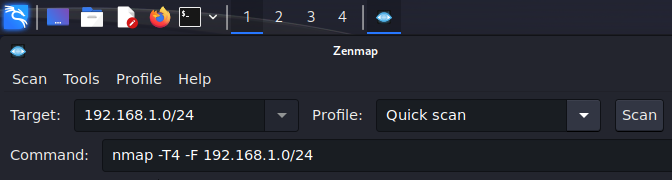 1 2 3 4
Zenmap
Scan Tools Profile Help
Target: 192.168.1.0/24 Profile: Quick scan Scan
Command: nmap -T4 -F 192.168.1.0/24